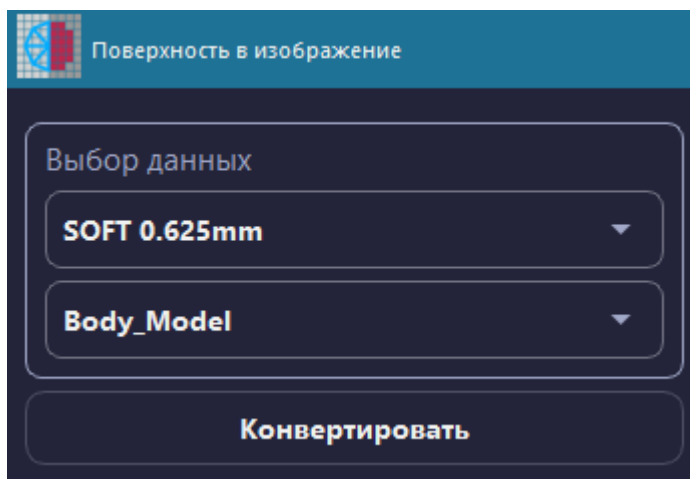 Поверхность в изображение
Выбор данных
SOFT 0.625mm
Body_Model
Конвертировать